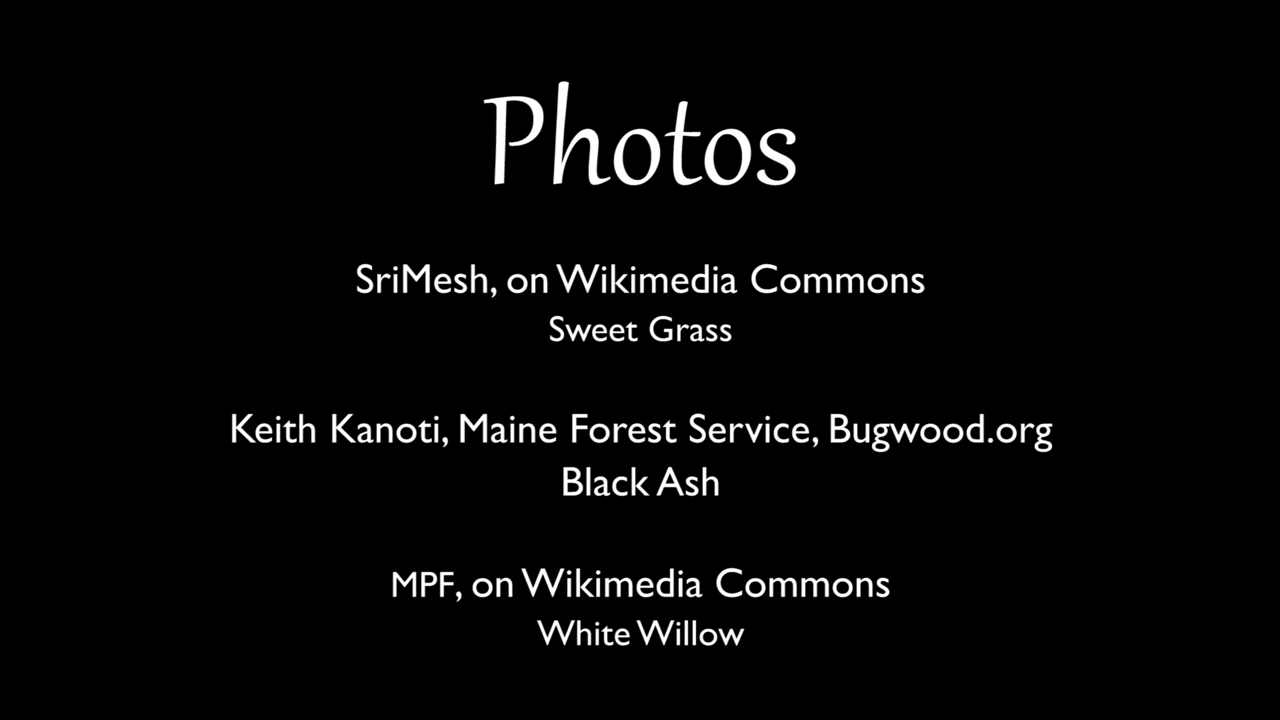 Photos
SriMesh, on Wikimedia Commons
Sweet Grass
Keith Kanoti, Maine Forest Service, Bugwood.org
Black Ash
MPF, on Wikimedia Commons
White Willow